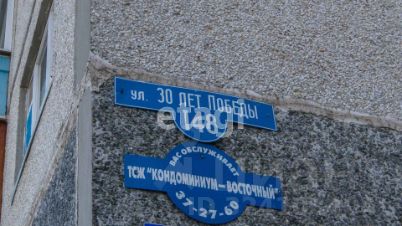 ул. 30 ЛЕТ ПОБЕДЫ
148
ВАС ОБСЛУЖИВАЕТ
ТСЖ "КОНДОМИНИУМ-ВОСТОЧНЫЙ"
37-27-60